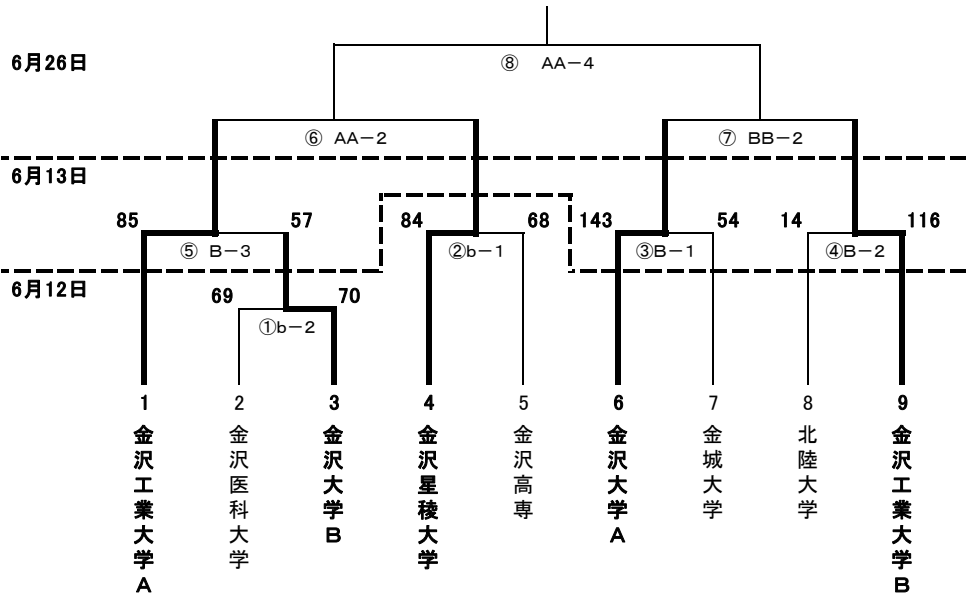 6月26日
⑧ AA－4
⑥ AA－2
⑦ BB－2
6月13日
85
57
84
68
143
54
14
116
⑤ B－3
②b－1
③B－1
④B－2
6月12日
69
70
①b－2
1
2
3
4
5
6
7
8
9
金沢工業大学A
金沢医科大学
金沢大学B
金沢星稜大学
金沢高専
金沢大学A
金城大学
北陸大学
金沢工業大学B